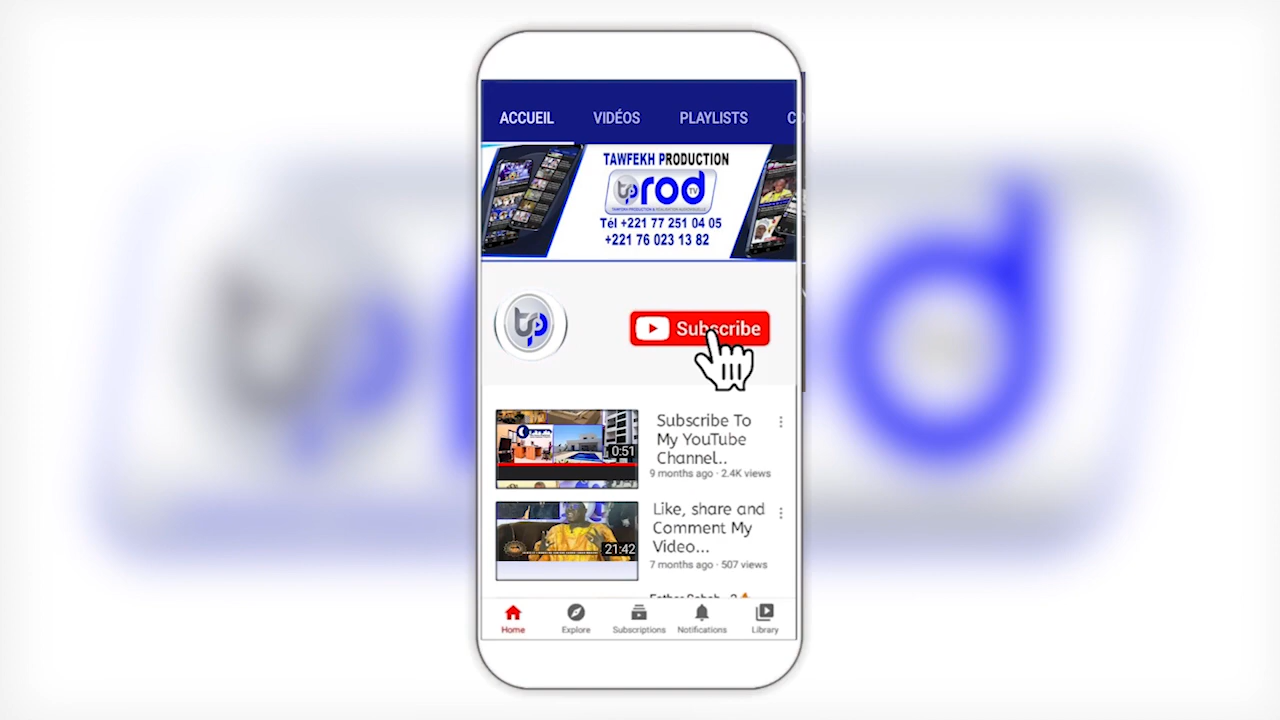 ACCUEIL VIDÉOS PLAYLISTS
TAWFEKH PRODUCTION
tprod TV
Tél +221 77 251 04 05
+221 76 023 13 82
tp
Subscribe
0:51
Subscribe To
My YouTube
Channel..
9 months ago · 2.4K views
21:42
Like, share and
Comment My
Video...
7 months ago · 507 views
Home Explore Subscriptions Notifications Library